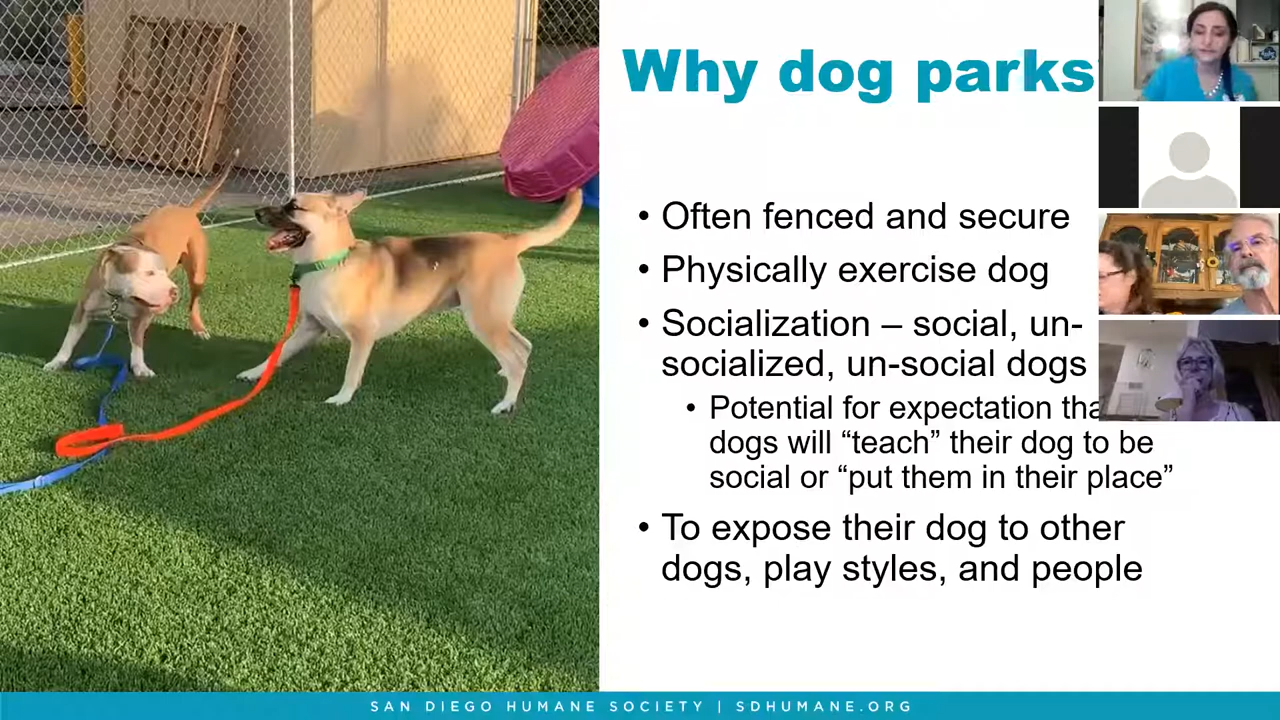 Why dog parks
• Often fenced and secure
• Physically exercise dog
• Socialization – social, un-
socialized, un-social dogs
• Potential for expectation tha
dogs will “teach” their dog to be
social or “put them in their place”
• To expose their dog to other
dogs, play styles, and people
SAN DIEGO HUMANE SOCIETY | SDHUMANE.ORG